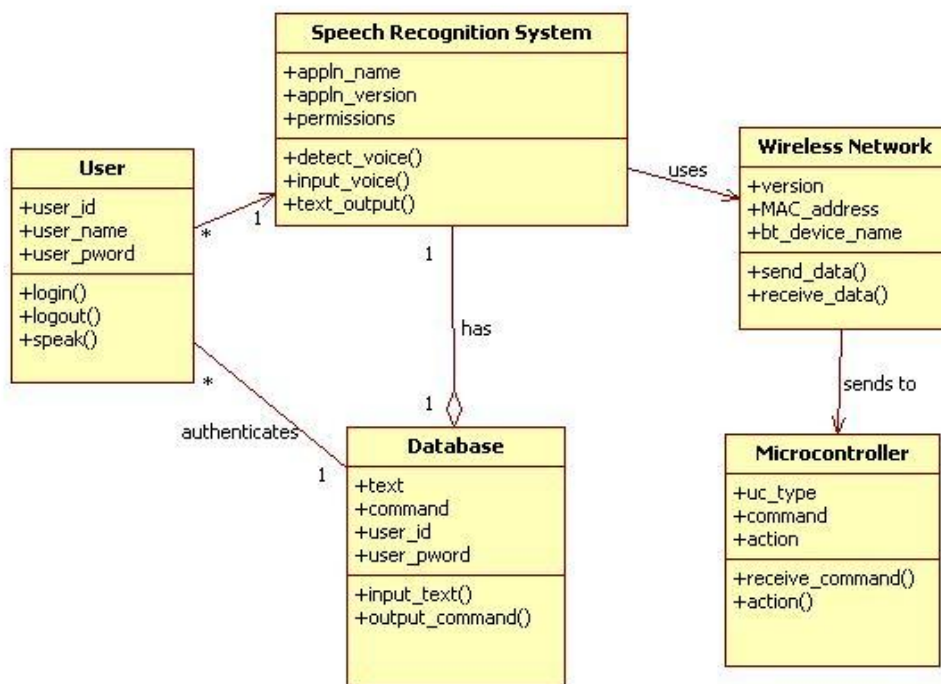 Speech Recognition System
+appln_name
+appln_version
+permissions
+detect_voice()
+input_voice()
+text_output()
User
+user_id
+user_name
+user_pword
+login()
+logout()
+speak()
*
1
uses
Wireless Network
+version
+MAC_address
+bt_device_name
+send_data()
+receive_data()
1
has
1
*
authenticates
1
sends to
Database
+text
+command
+user_id
+user_pword
+input_text()
+output_command()
Microcontroller
+uc_type
+command
+action
+receive_command()
+action()